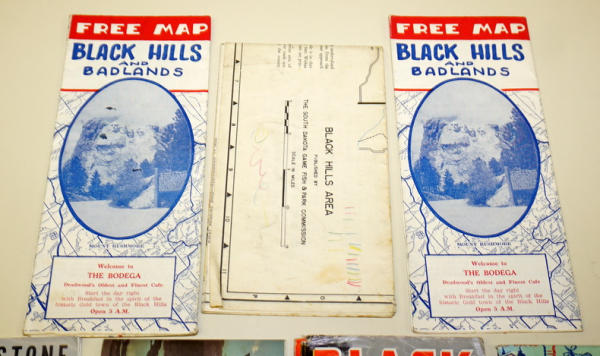 FREE MAP
BLACK HILLS
AND
BADLANDS
MOUNT RUSHMORE
Welcome to
THE BODEGA
Deadwood's Oldest and Finest Cafe
Start the day right
with Breakfast in the spirit of the
historic Gold town of the Black Hills
Open 5 A.M.
BLACK HILLS AREA
PUBLISHED BY
THE SOUTH DAKOTA GAME FISH & PARK COMMISSION
SCALE IN MILES
FREE MAP
BLACK HILLS
AND
BADLANDS
MOUNT RUSHMORE
Welcome to
THE BODEGA
Deadwood's Oldest and Finest Cafe
Start the day right
with Breakfast in the spirit of the
historic Gold town of the Black Hills
Open 5 A.M.
STONE
BLACK